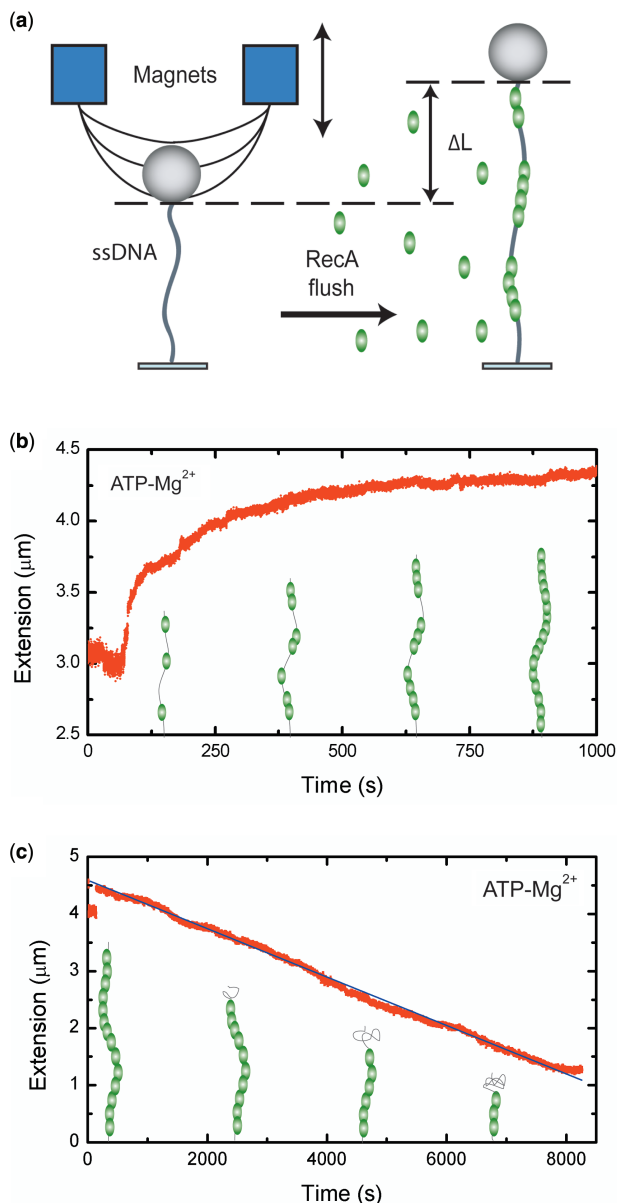 (a)
Magnets
ΔL
ssDNA
RecA
flush
(b)
4.5
ATP-Mg2+
4.0
3.5
3.0
2.5
Extension (μm)
0 250 500 750 1000
Time (s)
(c)
5
ATP-Mg2+
4
3
2
1
0
Extension (μm)
0 2000 4000 6000 8000
Time (s)